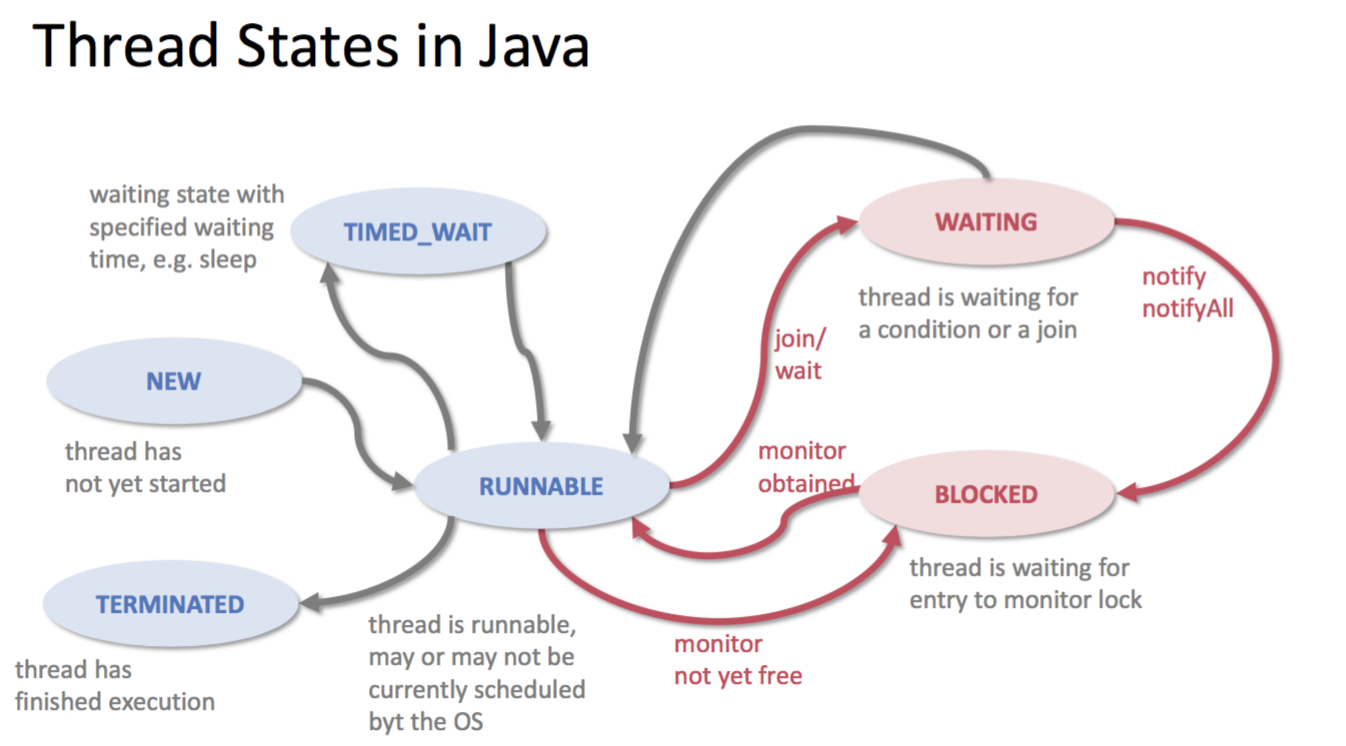 Thread States in Java
waiting state with
specified waiting
time, e.g. sleep
TIMED_WAIT
WAITING
notify
notifyAll
thread is waiting for
a condition or a join
join/
wait
NEW
thread has
not yet started
monitor
obtained
RUNNABLE
BLOCKED
thread is waiting for
entry to monitor lock
TERMINATED
thread has
finished execution
thread is runnable,
may or may not be
currently scheduled
byt the OS
monitor
not yet free